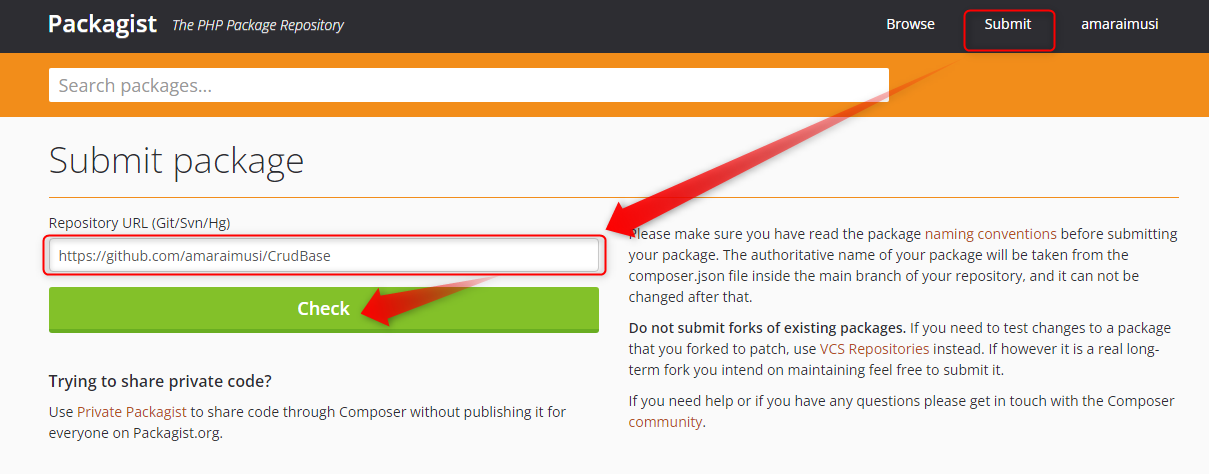 Packagist The PHP Package Repository
Browse Submit amaraimusi
Search packages...
Submit package
Repository URL (Git/Svn/Hg)
https://github.com/amaraimusi/CrudBase
Check
Trying to share private code?
Use Private Packagist to share code through Composer without publishing it for
everyone on Packagist.org.
Please make sure you have read the package naming conventions before submitting
your package. The authoritative name of your package will be taken from the
composer.json file inside the main branch of your repository, and it can not be
changed after that.
Do not submit forks of existing packages. If you need to test changes to a package
that you forked to patch, use VCS Repositories instead. If however it is a real long-
term fork you intend on maintaining feel free to submit it.
If you need help or if you have any questions please get in touch with the Composer
community.